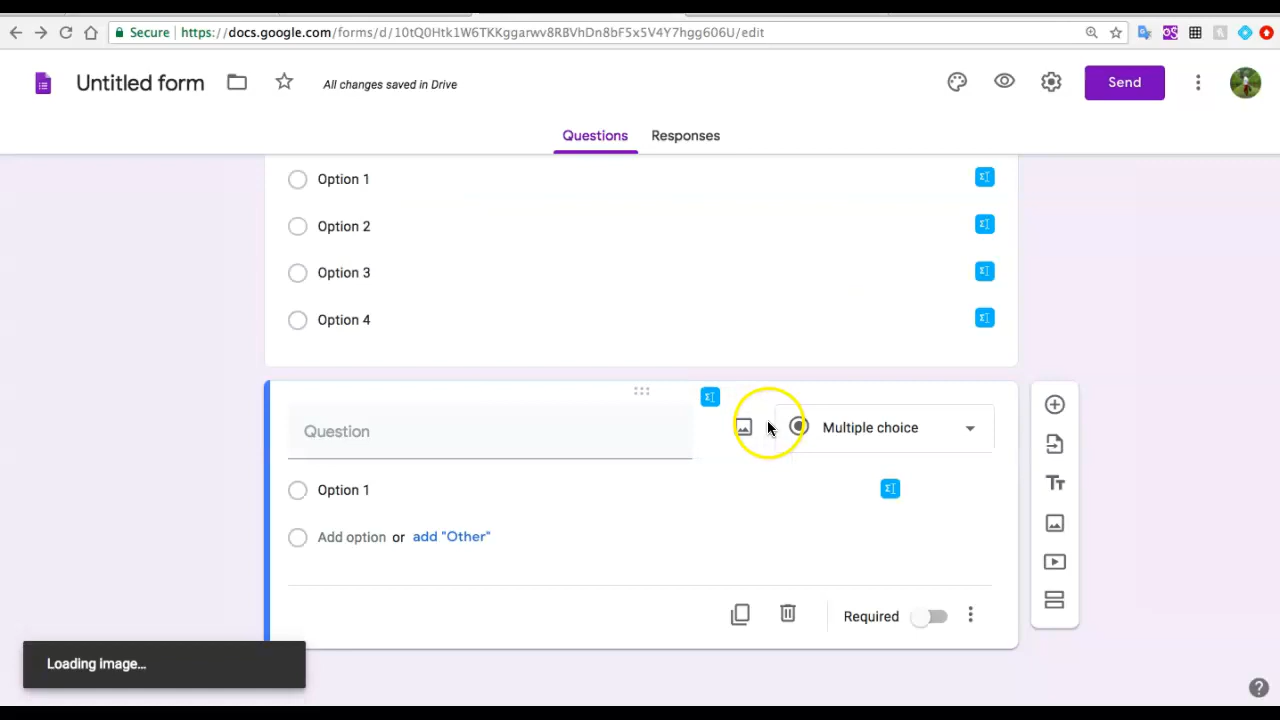 Secure https://docs.google.com/forms/d/10tQ0Htk1W6TKKggarwv8RBVhDn8bF5x5V4Y7hgg606U/edit
Untitled form
All changes saved in Drive
Send
Questions Responses
Option 1
Option 2
Option 3
Option 4
Question
Multiple choice
Option 1
Add option or add "Other"
Required
Loading image...